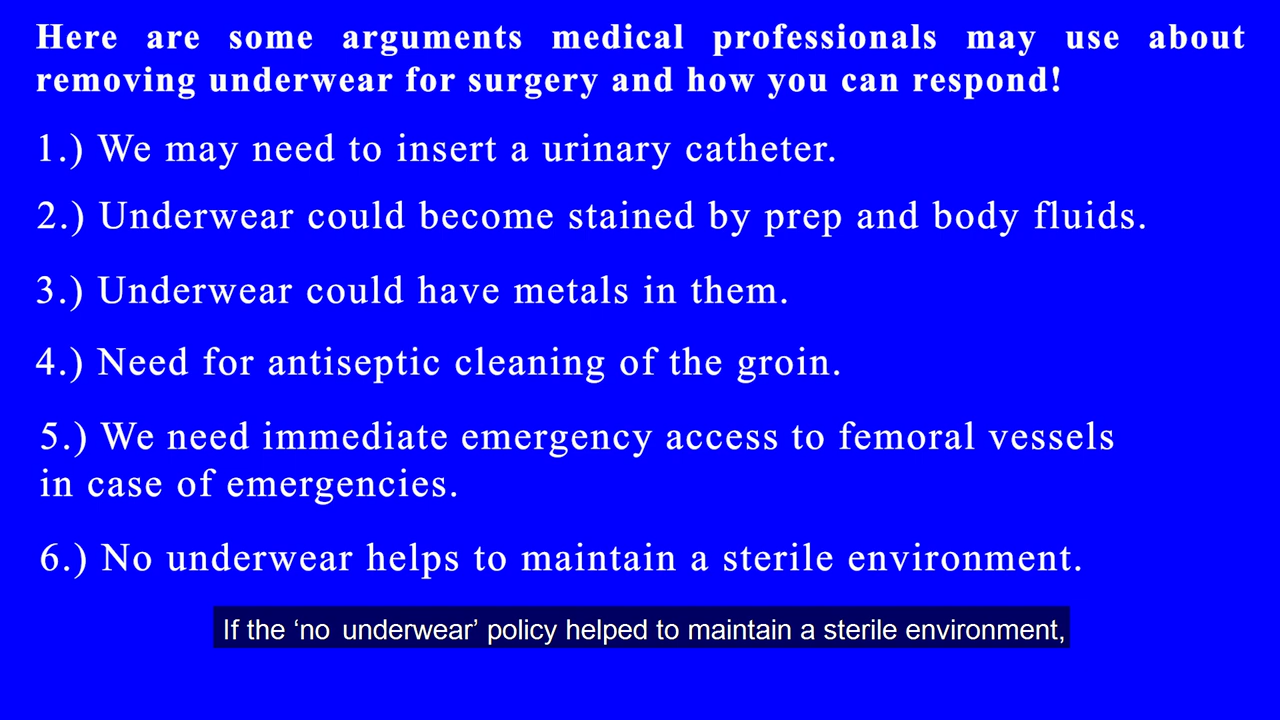 Here are some arguments medical professionals may use about
removing underwear for surgery and how you can respond!
1.) We may need to insert a urinary catheter.
2.) Underwear could become stained by prep and body fluids.
3.) Underwear could have metals in them.
4.) Need for antiseptic cleaning of the groin.
5.) We need immediate emergency access to femoral vessels
in case of emergencies.
6.) No underwear helps to maintain a sterile environment.
If the ‘no underwear’ policy helped to maintain a sterile environment,